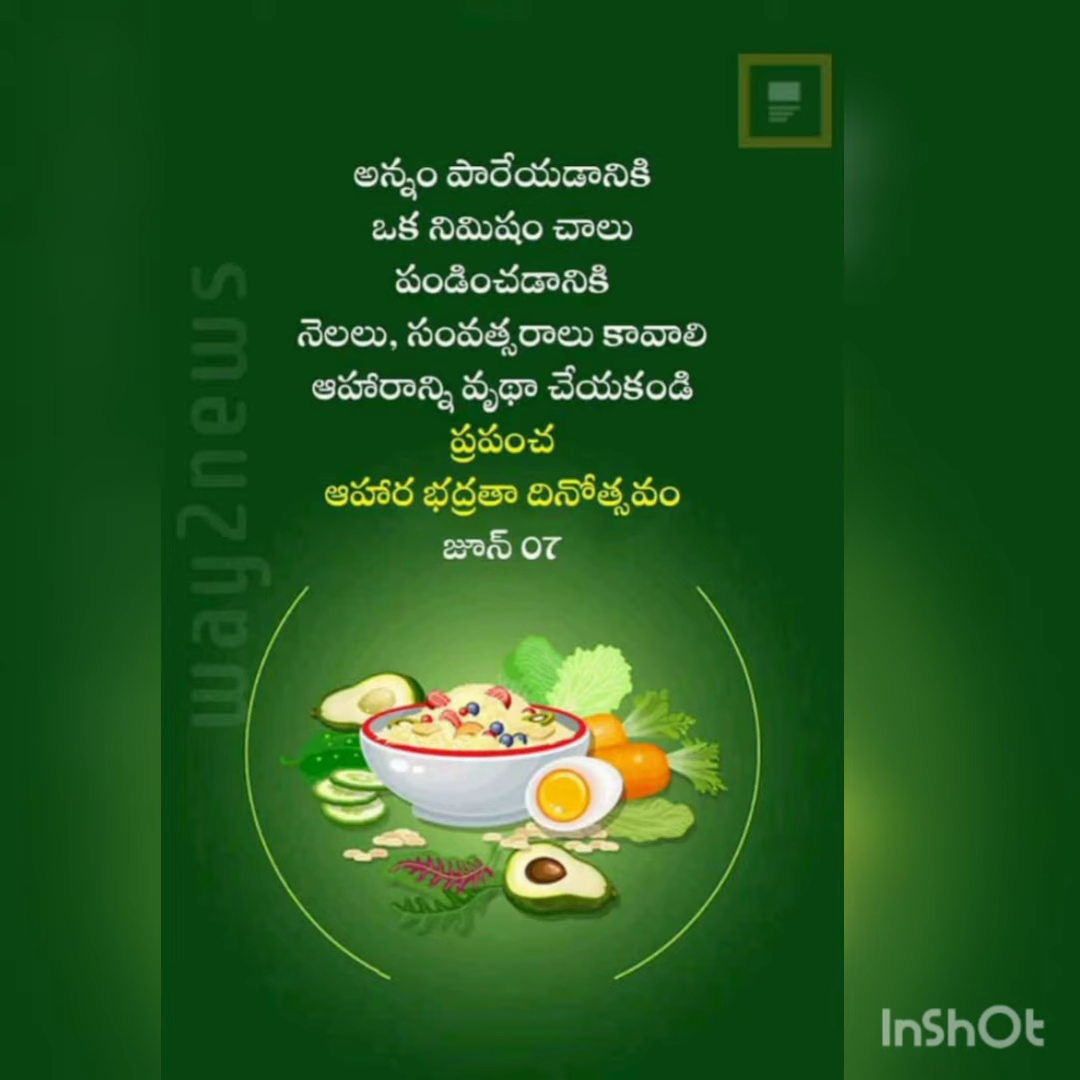 అన్నం పారేయడానికి
ఒక నిమిషం చాలు
పండించడానికి
నెలలు, సంవత్సరాలు కావాలి
ఆహారాన్ని వృథా చేయకండి
ప్రపంచ
ఆహార భద్రతా దినోత్సవం
జూన్ 07
way2news
InShOt